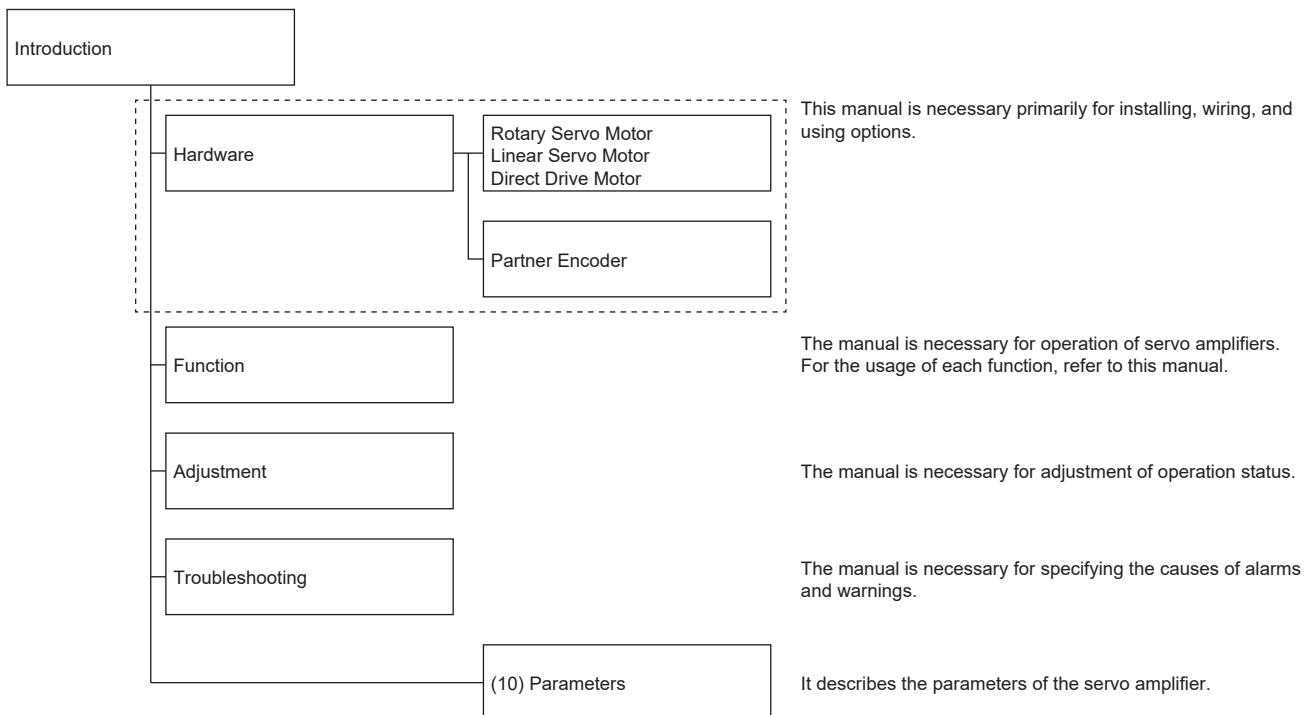 Introduction
This manual is necessary primarily for installing, wiring, and
using options.
Hardware
Rotary Servo Motor
Linear Servo Motor
Direct Drive Motor
Partner Encoder
Function
The manual is necessary for operation of servo amplifiers.
For the usage of each function, refer to this manual.
Adjustment
The manual is necessary for adjustment of operation status.
Troubleshooting
The manual is necessary for specifying the causes of alarms
and warnings.
(10) Parameters
It describes the parameters of the servo amplifier.